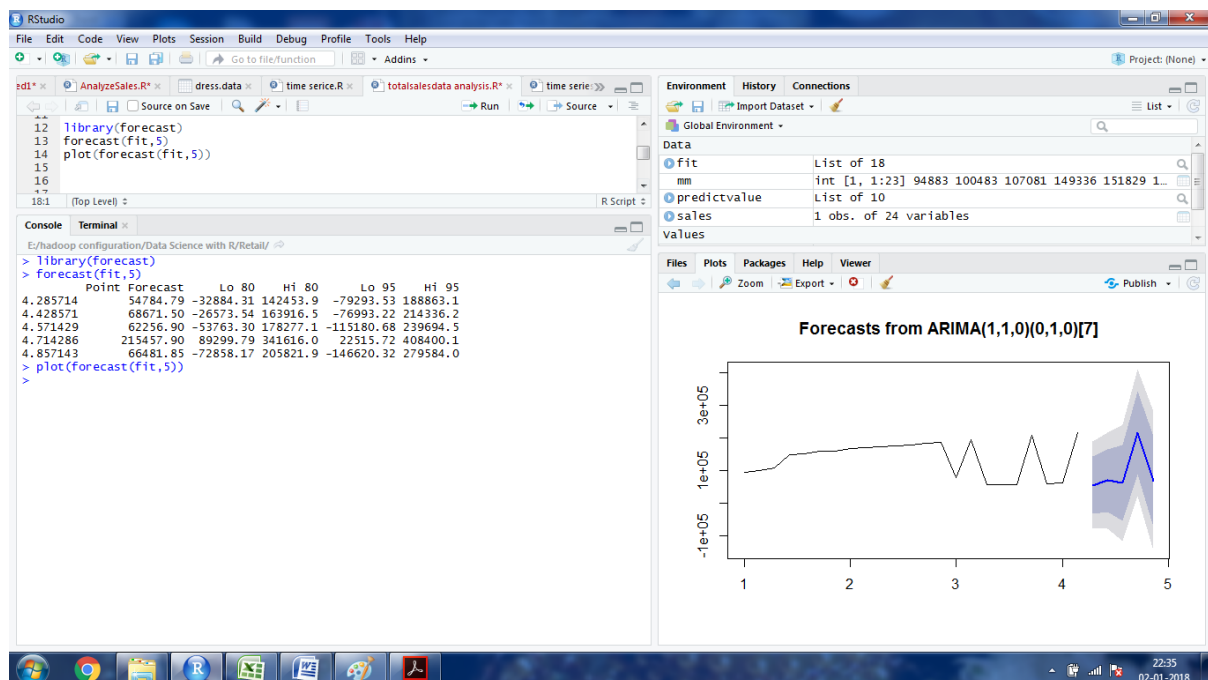 RStudio
File Edit Code View Plots Session Build Debug Profile Tools Help
Go to file/function Addins Project: (None)
ed1* AnalyzeSales.R* dress.data time serice.R totalsalesdata analysis.R* time serie:
Source on Save Run Source
12 library(forecast)
13 forecast(fit,5)
14 plot(forecast(fit,5))
15
16
18:1 (Top Level) R Script
Console Terminal
E:/hadoop configuration/Data Science with R/Retail/
> library(forecast)
> forecast(fit,5)
Point Forecast Lo 80 Hi 80 Lo 95 Hi 95
4.285714 54784.79 -32884.31 142453.9 -79293.53 188863.1
4.428571 68671.50 -26573.54 163916.5 -76993.22 214336.2
4.571429 62256.90 -53763.30 178277.1 -115180.68 239694.5
4.714286 215457.90 89299.79 341616.0 22515.72 408400.1
4.857143 66481.85 -72858.17 205821.9 -146620.32 279584.0
> plot(forecast(fit,5))
>
Environment History Connections
Import Dataset List
Global Environment
Data
fit List of 18
mm int [1, 1:23] 94883 100483 107081 149336 151829 1…
predictvalue List of 10
sales 1 obs. of 24 variables
Values
Files Plots Packages Help Viewer
Zoom Export Publish
Forecasts from ARIMA(1,1,0)(0,1,0)[7]
3e+05
1e+05
-1e+05
1 2 3 4 5
22:35
02-01-2018